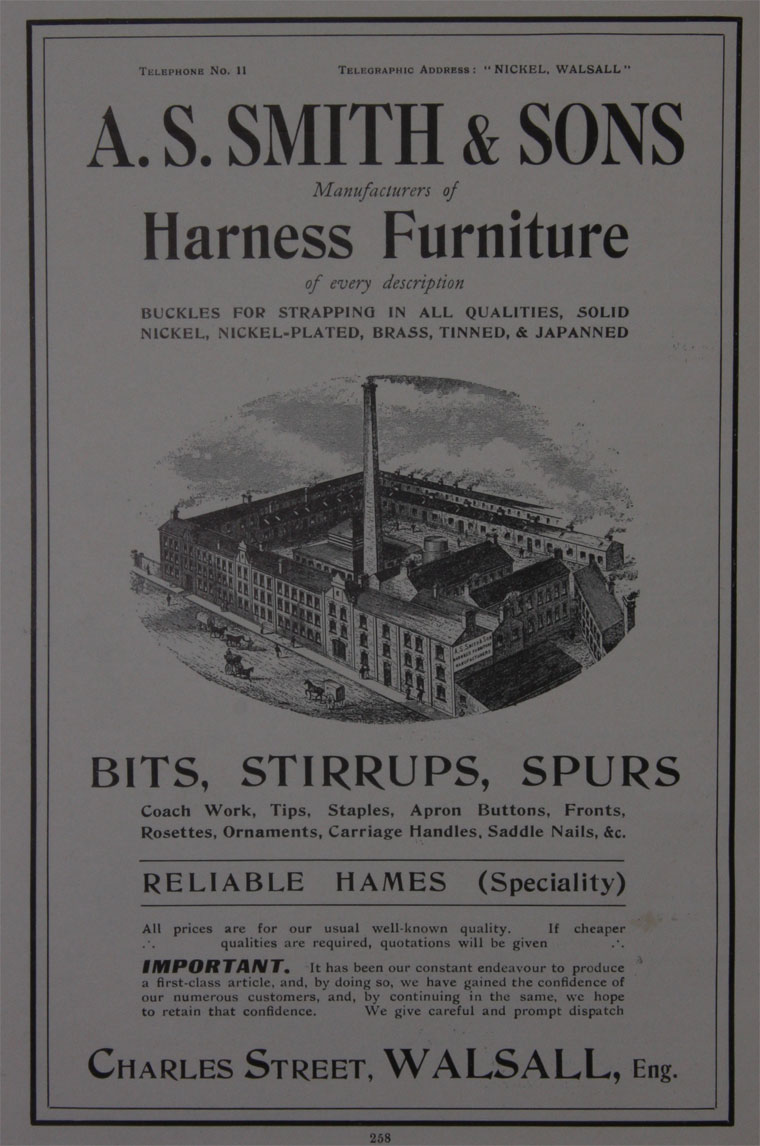 TELEPHONE NO. 11
TELEGRAPHIC ADDRESS: "NICKEL, WALSALL"
A. S. SMITH & SONS
Manufacturers of
Harness Furniture
of every description
BUCKLES FOR STRAPPING IN ALL QUALITIES, SOLID
NICKEL, NICKEL-PLATED, BRASS, TINNED, & JAPANNED
A. S. SMITH & SONS
HARNESS FURNITURE
MANUFACTURERS
BITS, STIRRUPS, SPURS
Coach Work, Tips, Staples, Apron Buttons, Fronts,
Rosettes, Ornaments, Carriage Handles, Saddle Nails, &c.
RELIABLE HAMES (Speciality)
All prices are for our usual well-known quality. If cheaper
∴ qualities are required, quotations will be given ∴
IMPORTANT. It has been our constant endeavour to produce
a first-class article, and, by doing so, we have gained the confidence of
our numerous customers, and, by continuing in the same, we hope
to retain that confidence. We give careful and prompt dispatch
CHARLES STREET, WALSALL, Eng.
258